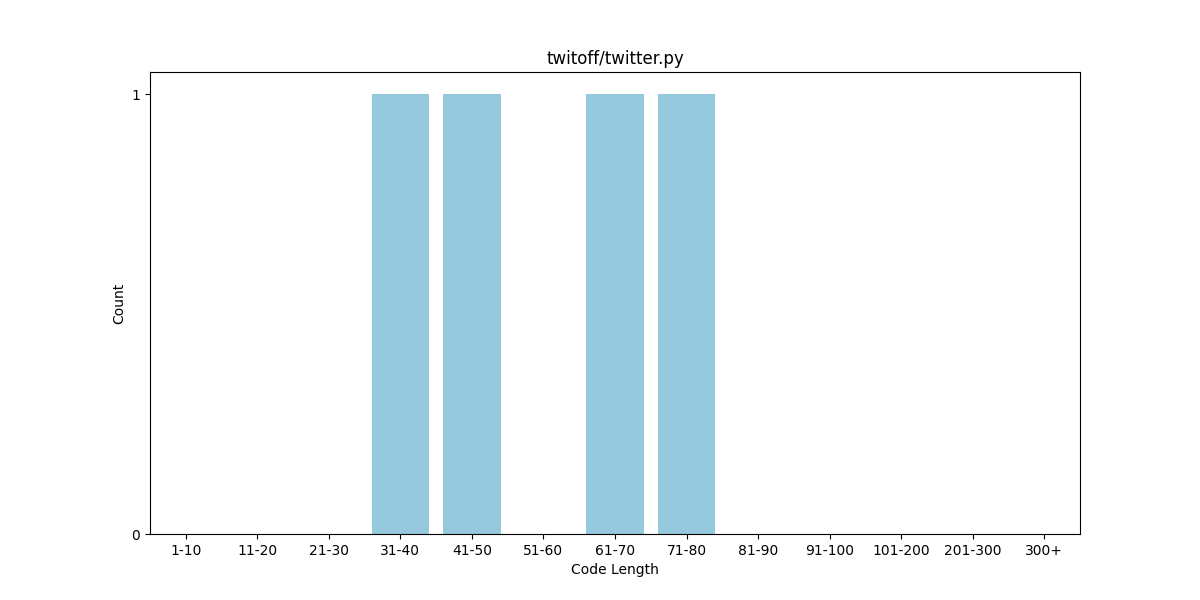 twitoff/twitter.py
1
Count
0
1-10 11-20 21-30 31-40 41-50 51-60 61-70 71-80 81-90 91-100 101-200 201-300 300+
Code Length